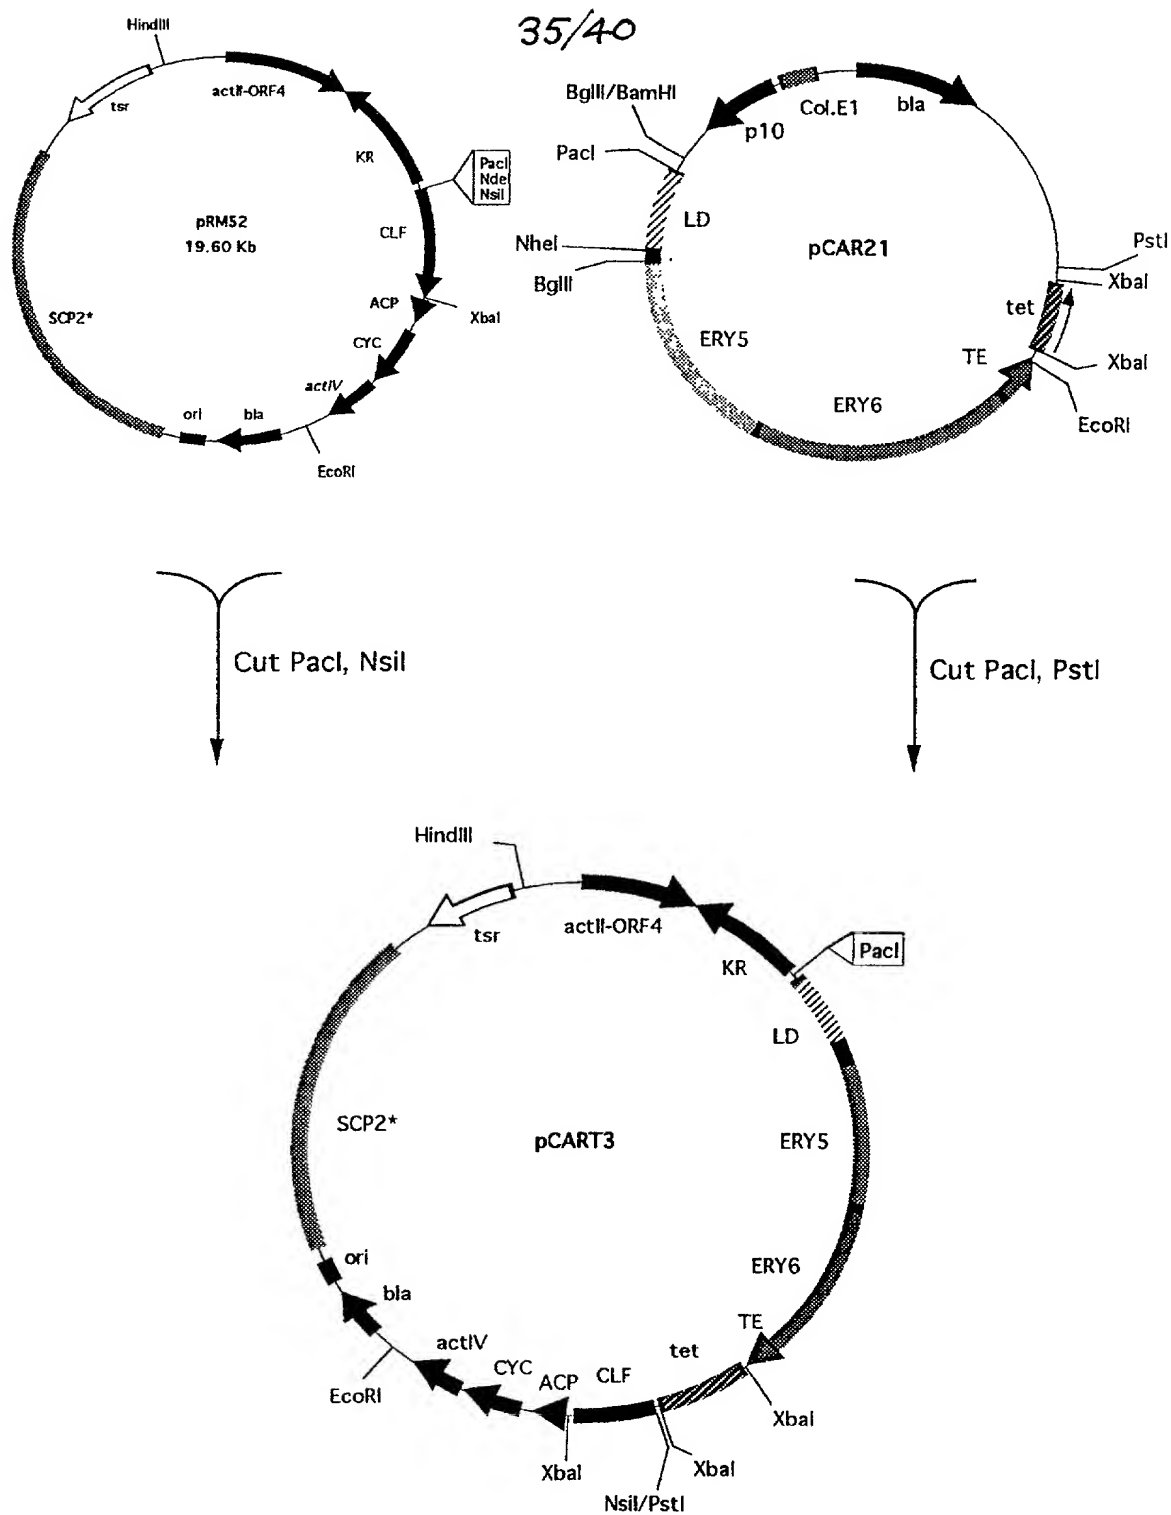 35/40
HindIII
tsr
actII-ORF4
KR
PacI
Nde
NsiI
CLF
pRM52
19.60 Kb
ACP
XbaI
CYC
actIV
SCP2*
ori
bla
EcoRI
BglII/BamHI
PacI
p10
Col.E1
bla
LD
NheI
BglII
pCAR21
PstI
XbaI
tet
XbaI
TE
EcoRI
ERY5
ERY6
Cut PacI, NsiI
Cut PacI, PstI
HindIII
tsr
actII-ORF4
KR
PacI
LD
SCP2*
pCART3
ERY5
ERY6
ori
bla
TE
actIV
CYC
ACP
CLF
tet
EcoRI
XbaI
XbaI
XbaI
NsiI/PstI